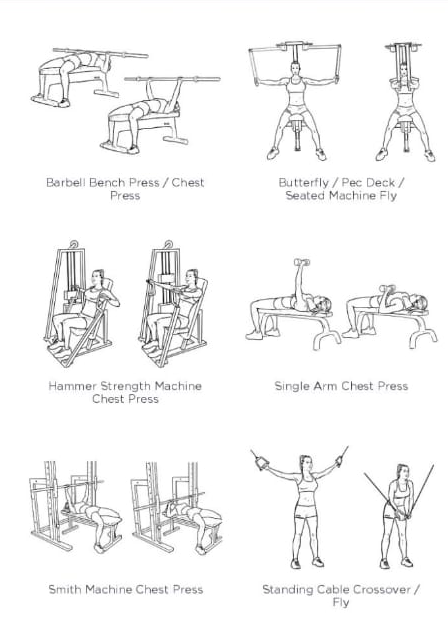 Barbell Bench Press / Chest
Press
Butterfly / Pec Deck /
Seated Machine Fly
Hammer Strength Machine
Chest Press
Single Arm Chest Press
Smith Machine Chest Press
Standing Cable Crossover /
Fly